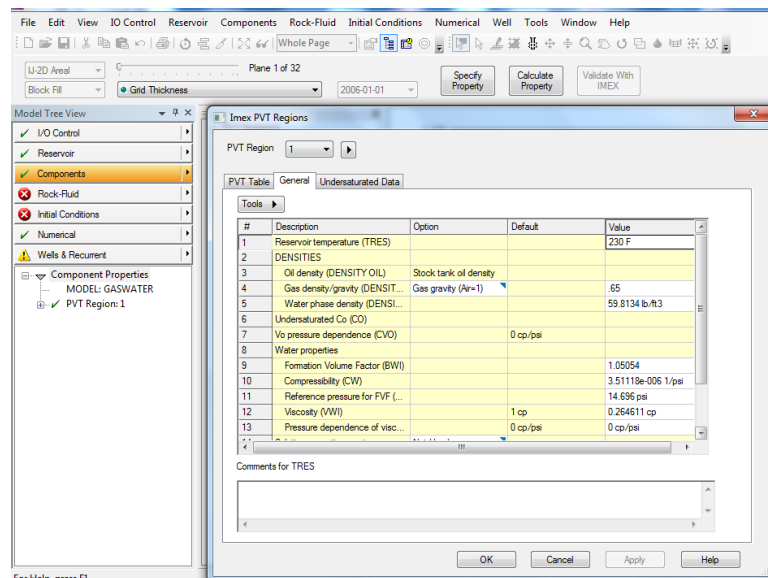 File Edit View IO Control Reservoir Components Rock-Fluid Initial Conditions Numerical Well Tools Window Help
Whole Page
IJ-2D Areal Plane 1 of 32
Block Fill Grid Thickness 2006-01-01
Specify Property
Calculate Property
Validate With IMEX
Model Tree View
I/O Control
Reservoir
Components
Rock-Fluid
Initial Conditions
Numerical
Wells & Recurrent
Component Properties
MODEL: GASWATER
PVT Region: 1
Imex PVT Regions
PVT Region 1
PVT Table General Undersaturated Data
Tools
# Description Option Default Value
1 Reservoir temperature (TRES) 230 F
2 DENSITIES
3 Oil density (DENSITY OIL) Stock tank oil density
4 Gas density/gravity (DENSIT... Gas gravity (Air=1) .65
5 Water phase density (DENSI... 59.8134 lb/ft3
6 Undersaturated Co (CO)
7 Vo pressure dependence (CVO) 0 cp/psi
8 Water properties
9 Formation Volume Factor (BWI) 1.05054
10 Compressibility (CW) 3.51118e-006 1/psi
11 Reference pressure for FVF (... 14.696 psi
12 Viscosity (VWI) 1 cp 0.264611 cp
13 Pressure dependence of visc... 0 cp/psi 0 cp/psi
Comments for TRES
OK Cancel Apply Help
For Help, press F1